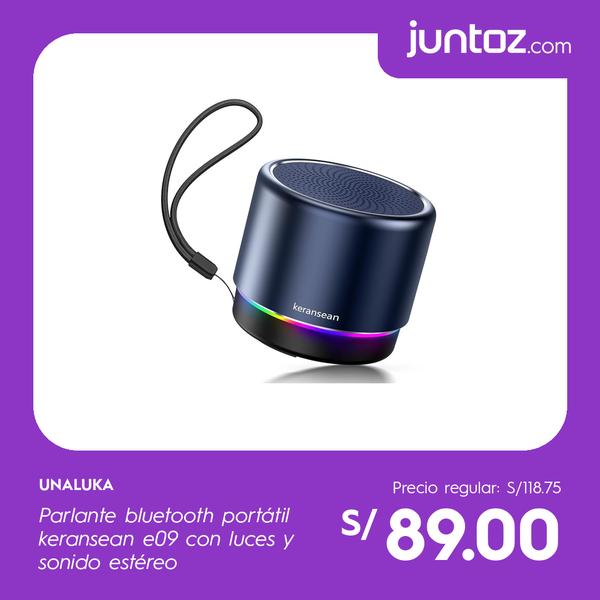 juntoz.com
keransean
UNALUKA
Parlante bluetooth portátil
keransean e09 con luces y
sonido estéreo
Precio regular: S/118.75
S/89.00